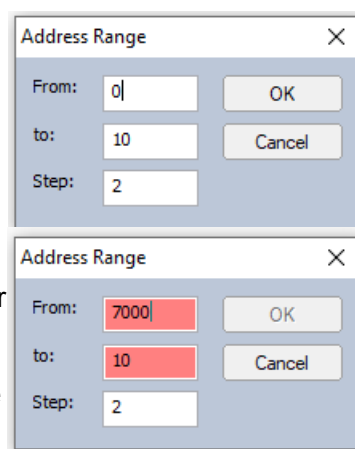 Address Range
From: 0 OK
to: 10 Cancel
Step: 2
Address Range
r
From: 7000 OK
to: 10 Cancel
Step: 2